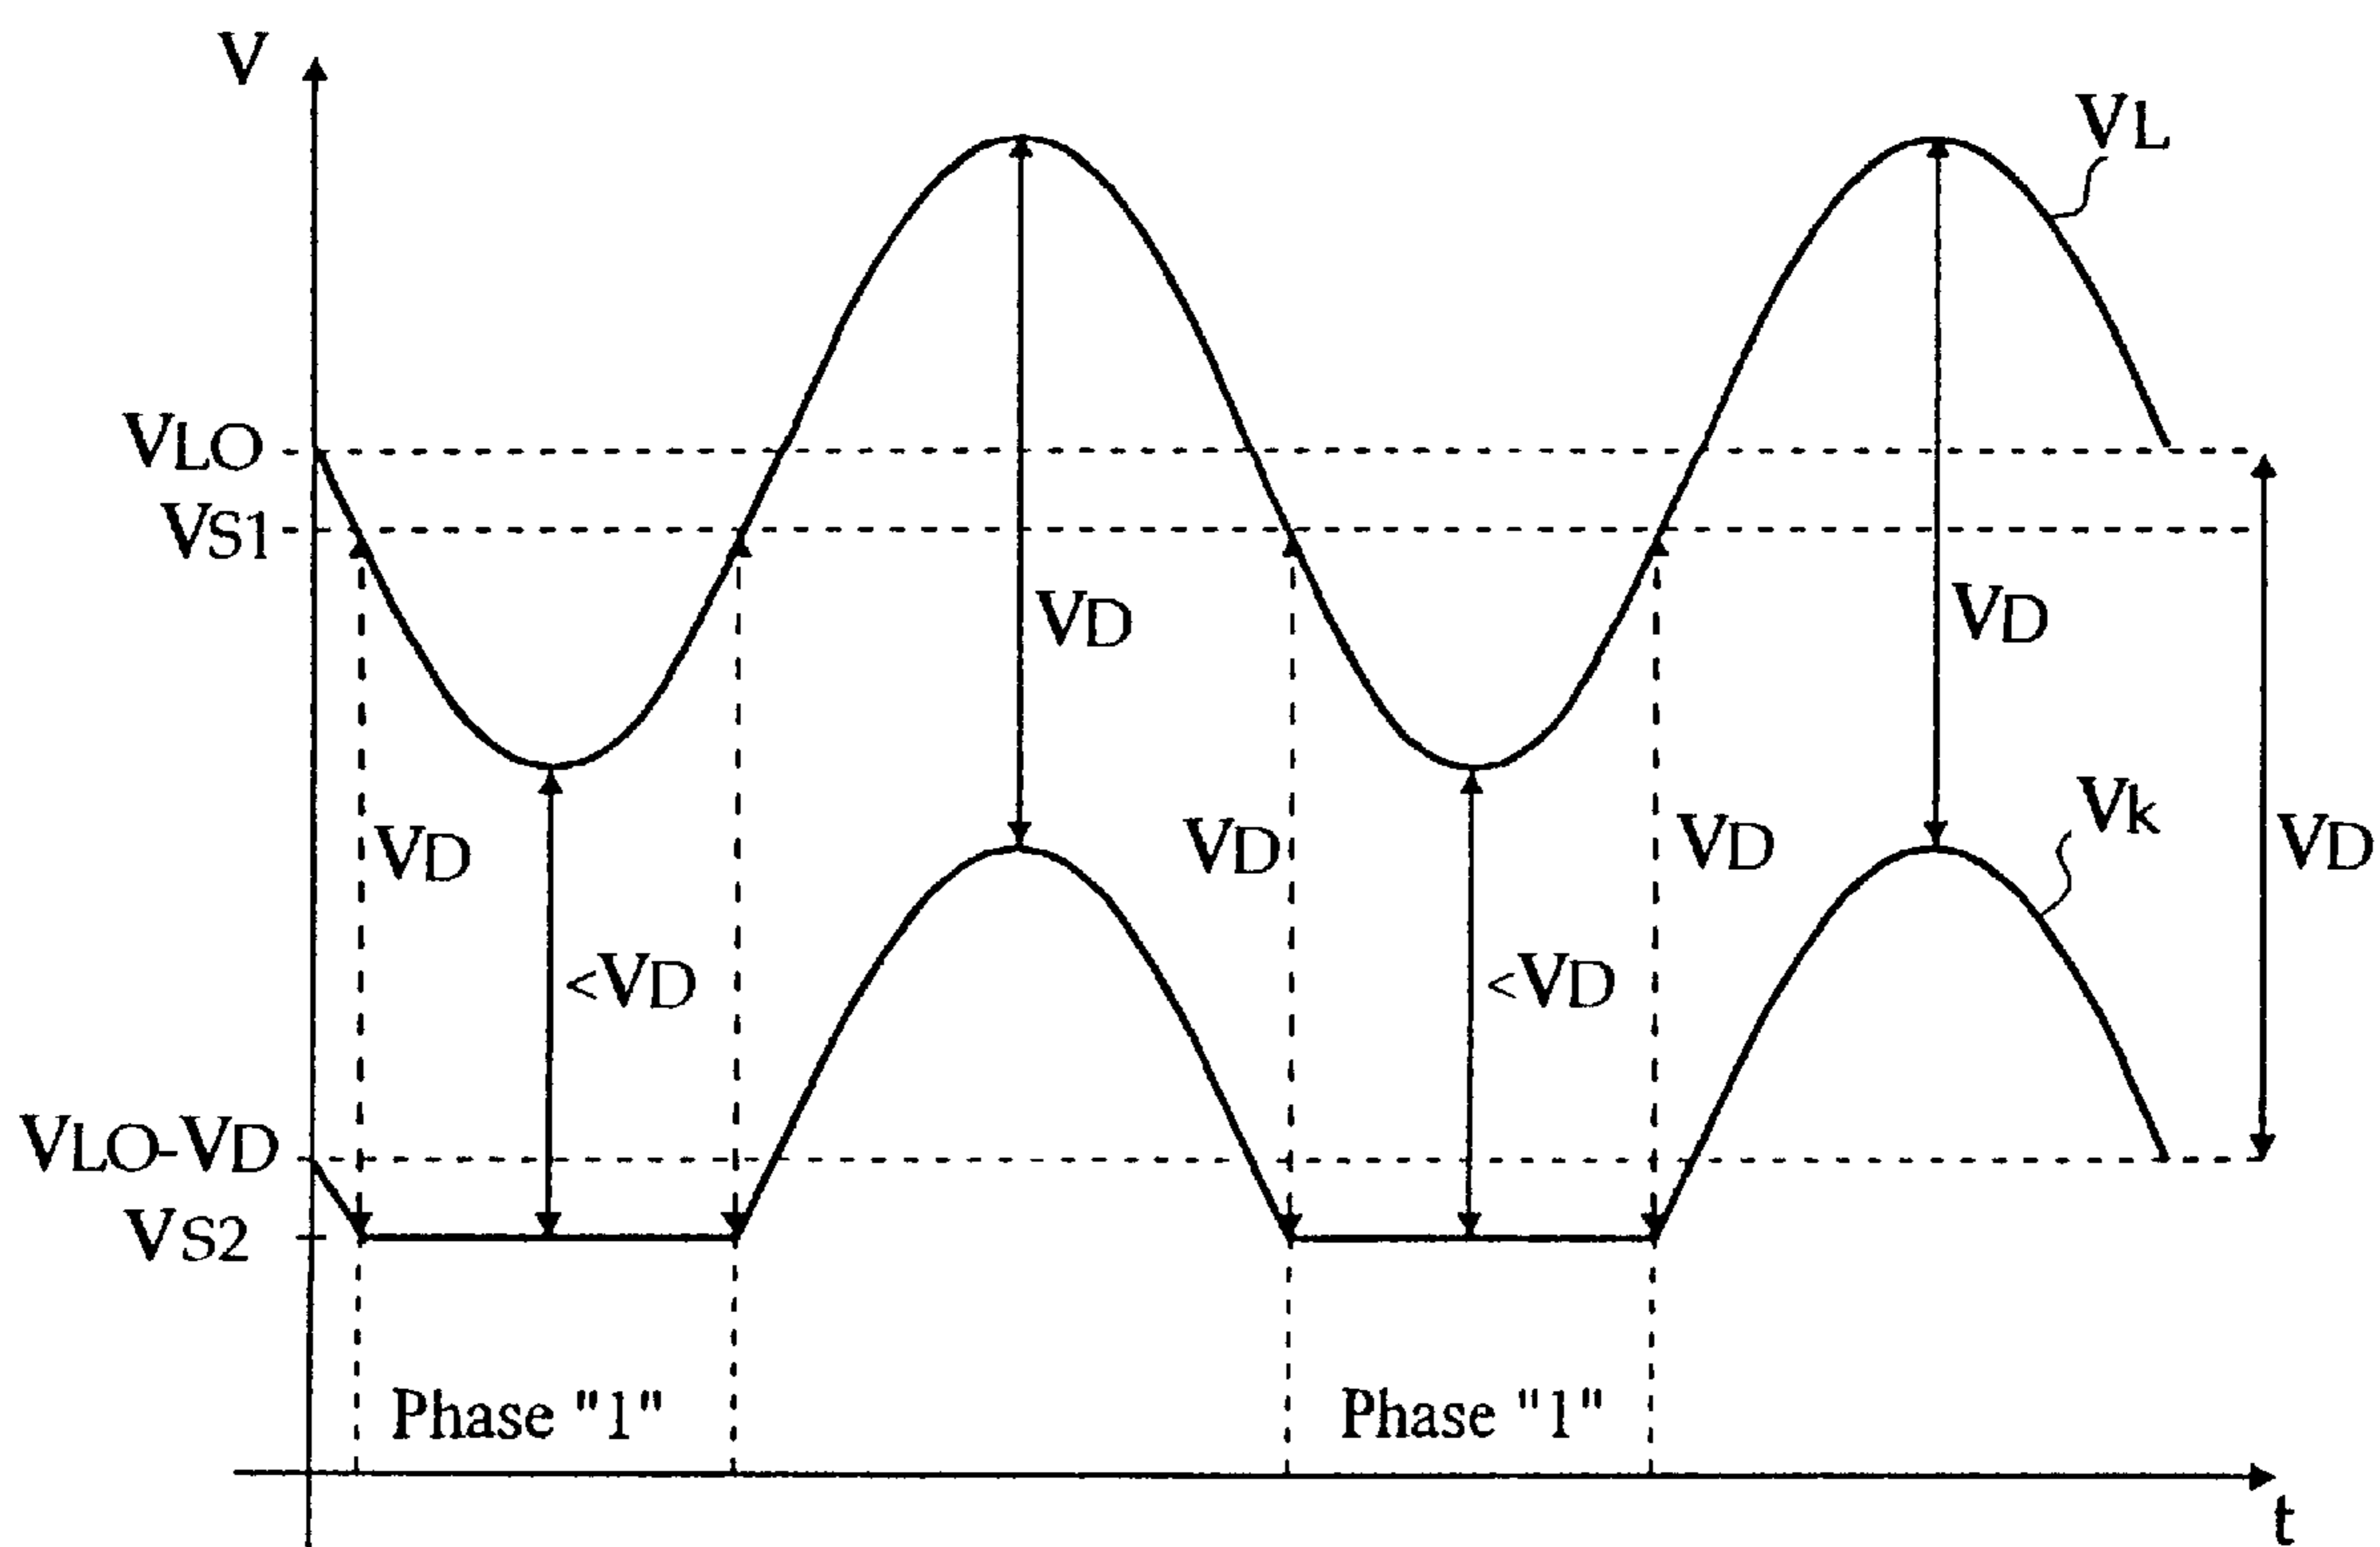 V
VL
VLO
VS1
VD
VD
Vk
VD
VD
VD
VD
<VD
<VD
VLO-VD
VS2
Phase "1"
Phase "1"
t